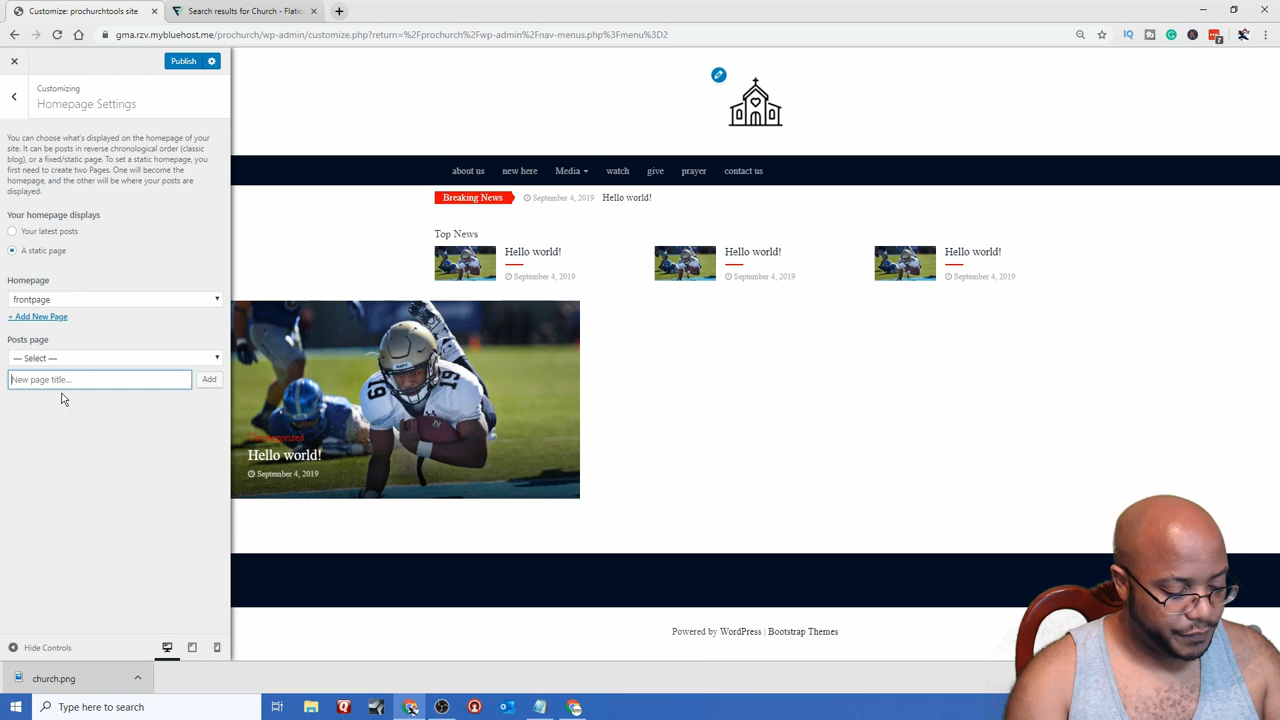 Customize: prochurchtools site
Search results for Church - Flatic
gma.rzv.mybluehost.me/prochurch/wp-admin/customize.php?return=%2Fprochurch%2Fwp-admin%2Fnav-menus.php%3Fmenu%3D2
IQ
7
Publish
Customizing
Homepage Settings
You can choose what's displayed on the homepage of your
site. It can be posts in reverse chronological order (classic
blog), or a fixed/static page. To set a static homepage, you
first need to create two Pages. One will become the
homepage, and the other will be where your posts are
displayed.
Your homepage displays
Your latest posts
A static page
Homepage
frontpage
+ Add New Page
Posts page
— Select —
New page title...
Add
Hide Controls
about us new here Media watch give prayer contact us
Breaking News September 4, 2019 Hello world!
Top News
Hello world! Hello world! Hello world!
September 4, 2019 September 4, 2019 September 4, 2019
19 19
Hello world!
September 4, 2019
Powered by WordPress | Bootstrap Themes
church.png
Type here to search